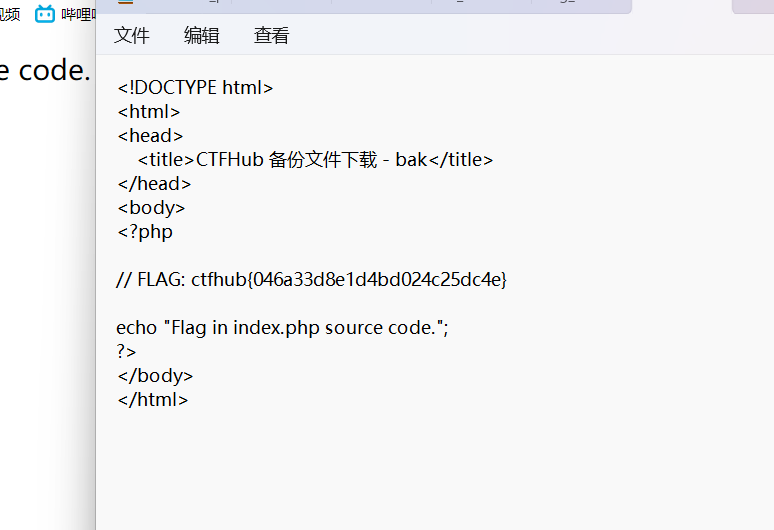 视频 哔哩
文件 编辑 查看
e code.
<!DOCTYPE html>
<html>
<head>
<title>CTFHub 备份文件下载 - bak</title>
</head>
<body>
<?php
// FLAG: ctfhub{046a33d8e1d4bd024c25dc4e}
echo "Flag in index.php source code.";
?>
</body>
</html>